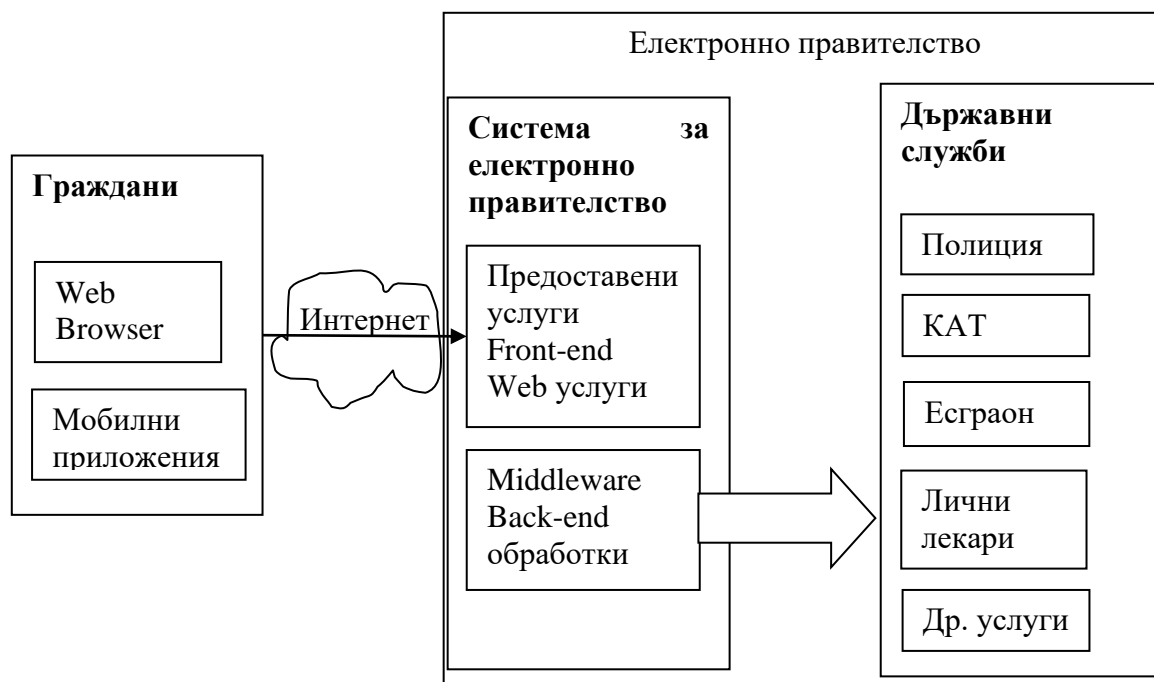 Електронно правителство
Граждани
Web
Browser
Мобилни
приложения
Интернет
Система за
електронно
правителство
Предоставени
услуги
Front-end
Web услуги
Middleware
Back-end
обработки
Държавни
служби
Полиция
КАТ
Есграон
Лични
лекари
Др. услуги